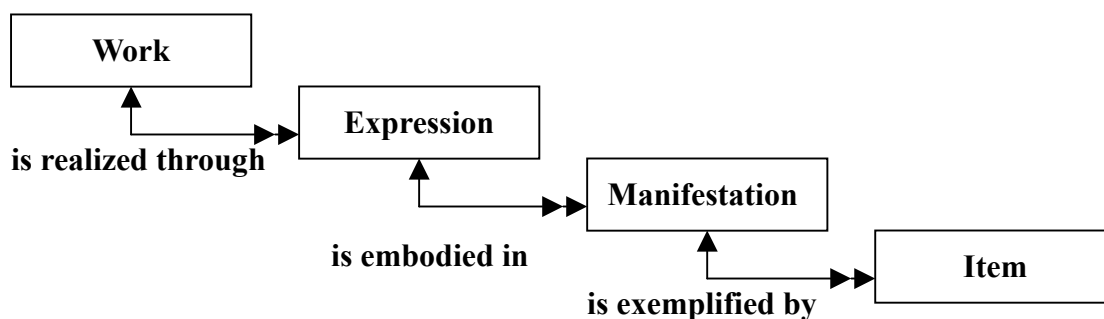 Work
Expression
is realized through
Manifestation
is embodied in
Item
is exemplified by